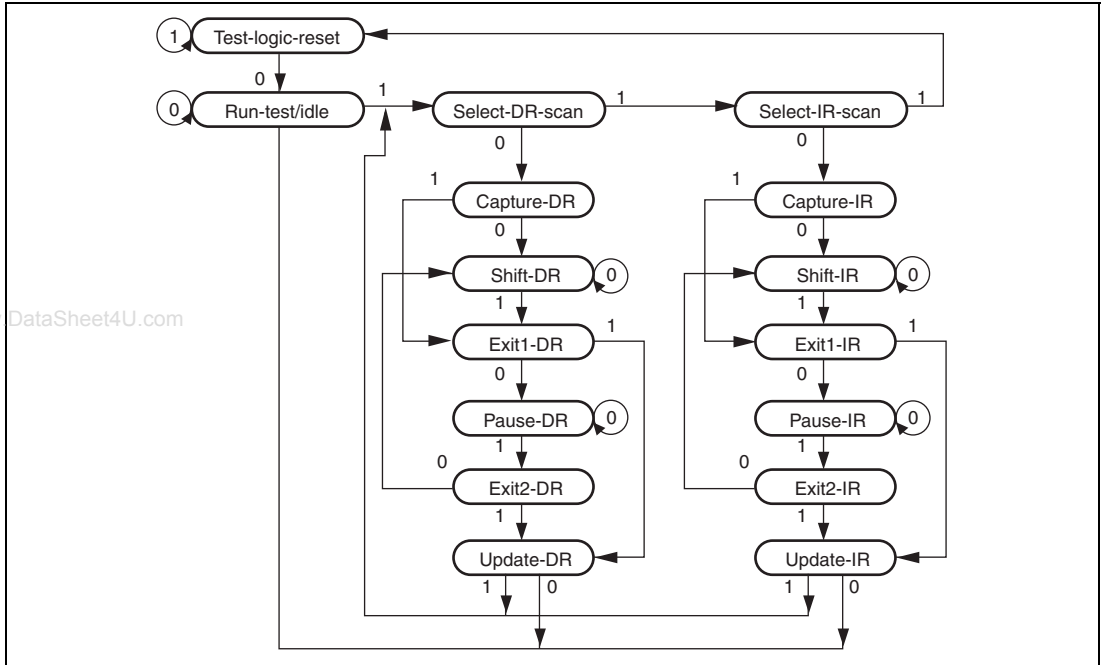 1 Test-logic-reset
0
0 Run-test/idle 1 Select-DR-scan 1 Select-IR-scan 1
0 0
1 1
Capture-DR Capture-IR
0 0
Shift-DR 0 Shift-IR 0
1 1
.DataSheet4U.com
Exit1-DR 1 Exit1-IR 1
0 0
Pause-DR 0 Pause-IR 0
1 1
0 0
Exit2-DR Exit2-IR
1 1
Update-DR Update-IR
1 0 1 0